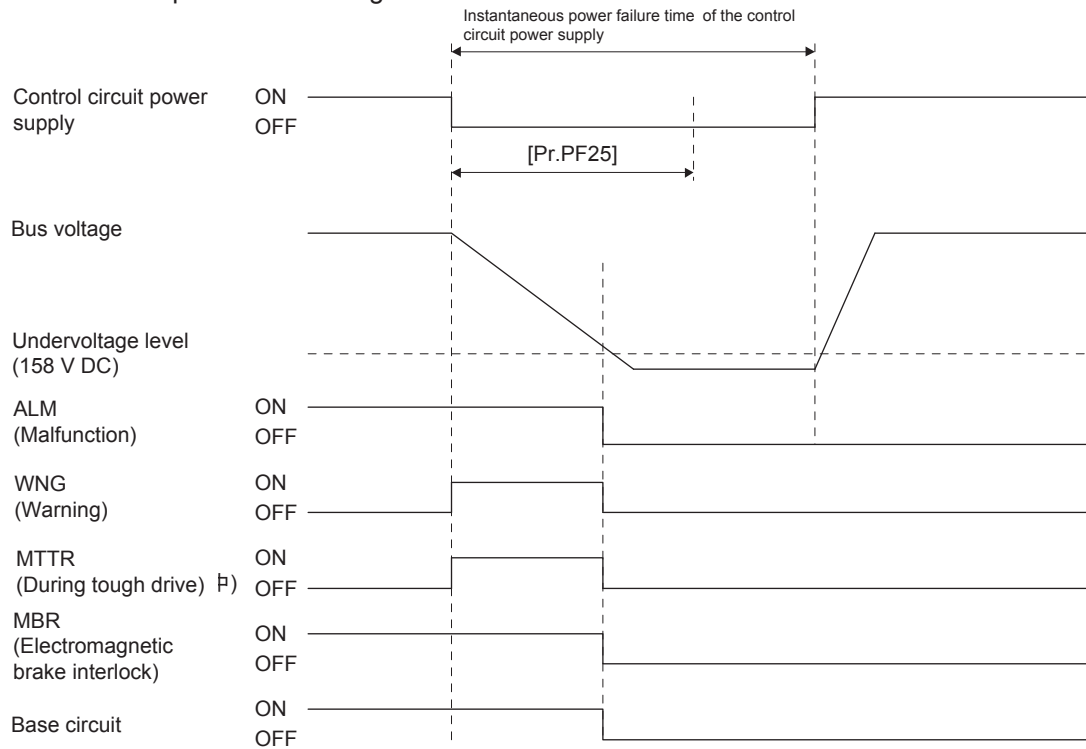 Instantaneous power failure time of the control
circuit power supply
Control circuit power
supply
ON
OFF
[Pr.PF25]
Bus voltage
Undervoltage level
(158 V DC)
ALM
(Malfunction)
ON
OFF
WNG
(Warning)
ON
OFF
MTTR
(During tough drive)
ON
OFF
MBR
(Electromagnetic
brake interlock)
ON
OFF
Base circuit
ON
OFF